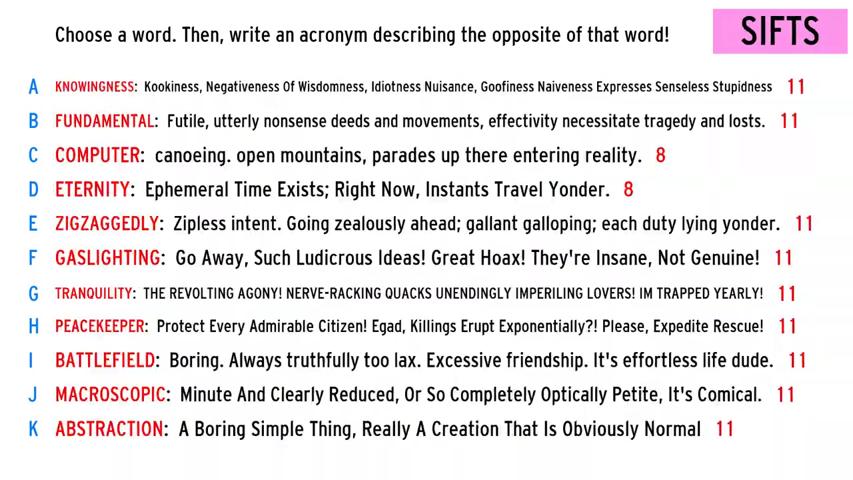 Choose a word. Then, write an acronym describing the opposite of that word!
SIFTS
A KNOWINGNESS: Kookiness, Negativeness Of Wisdomness, Idiotness Nuisance, Goofiness Naiveness Expresses Senseless Stupidness 11
B FUNDAMENTAL: Futile, utterly nonsense deeds and movements, effectivity necessitate tragedy and losts. 11
C COMPUTER: canoeing. open mountains, parades up there entering reality. 8
D ETERNITY: Ephemeral Time Exists; Right Now, Instants Travel Yonder. 8
E ZIGZAGGEDLY: Zipless intent. Going zealously ahead; gallant galloping; each duty lying yonder. 11
F GASLIGHTING: Go Away, Such Ludicrous Ideas! Great Hoax! They're Insane, Not Genuine! 11
G TRANQUILITY: THE REVOLTING AGONY! NERVE-RACKING QUACKS UNENDINGLY IMPERILING LOVERS! IM TRAPPED YEARLY! 11
H PEACEKEEPER: Protect Every Admirable Citizen! Egad, Killings Erupt Exponentially?! Please, Expedite Rescue! 11
I BATTLEFIELD: Boring. Always truthfully too lax. Excessive friendship. It's effortless life dude. 11
J MACROSCOPIC: Minute And Clearly Reduced, Or So Completely Optically Petite, It's Comical. 11
K ABSTRACTION: A Boring Simple Thing, Really A Creation That Is Obviously Normal 11